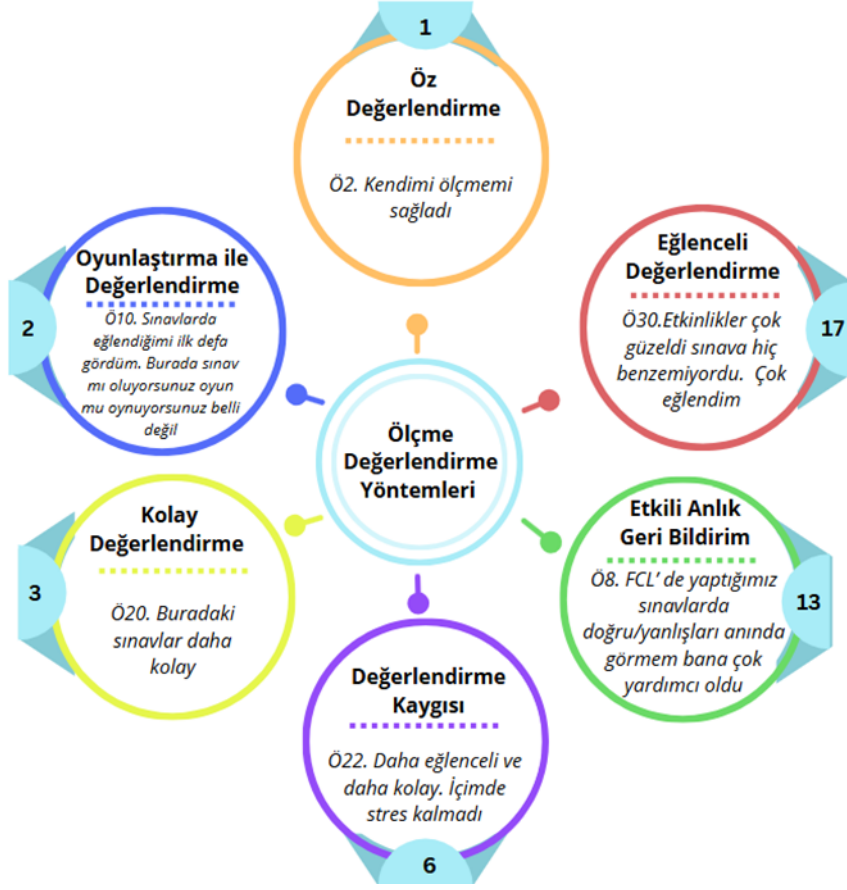 1
Öz
Değerlendirme
Ö2. Kendimi ölçmemi
sağladı
Oyunlaştırma ile
Değerlendirme
Ö10. Sınavlarda
eğlendiğimi ilk defa
gördüm. Burada sınav
mı oluyorsunuz oyun
mu oynuyorsunuz belli
değil
2
Eğlenceli
Değerlendirme
Ö30.Etkinlikler çok
güzeldi sınava hiç
benzemiyordu. Çok
eğlendim
17
Ölçme
Değerlendirme
Yöntemleri
Kolay
Değerlendirme
Ö20. Buradaki
sınavlar daha
kolay
3
Etkili Anlık
Geri Bildirim
Ö8. FCL’ de yaptığımız
sınavlarda
doğru/yanlışları anında
görmem bana çok
yardımcı oldu
13
Değerlendirme
Kaygısı
Ö22. Daha eğlenceli ve
daha kolay. İçimde
stres kalmadı
6